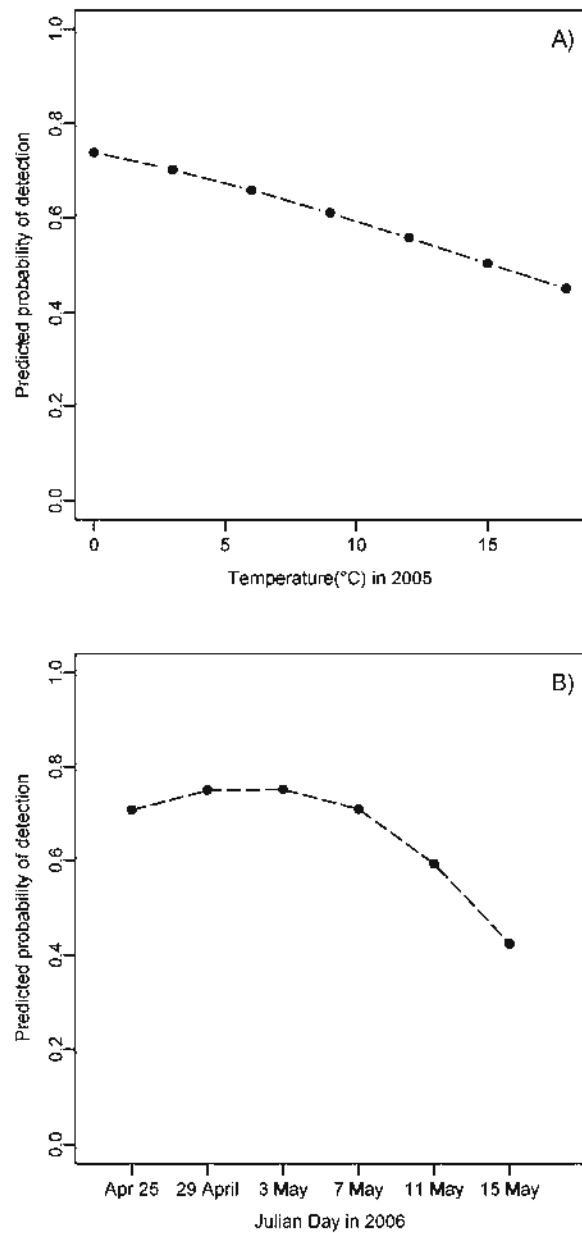 A)
1.0
0.8
0.6
0.4
0.2
0.0
Predicted probability of detection
0 5 10 15
Temperature(°C) in 2005
B)
1.0
0.8
0.6
0.4
0.2
0.0
Predicted probability of detection
Apr 25 29 April 3 May 7 May 11 May 15 May
Julian Day in 2006